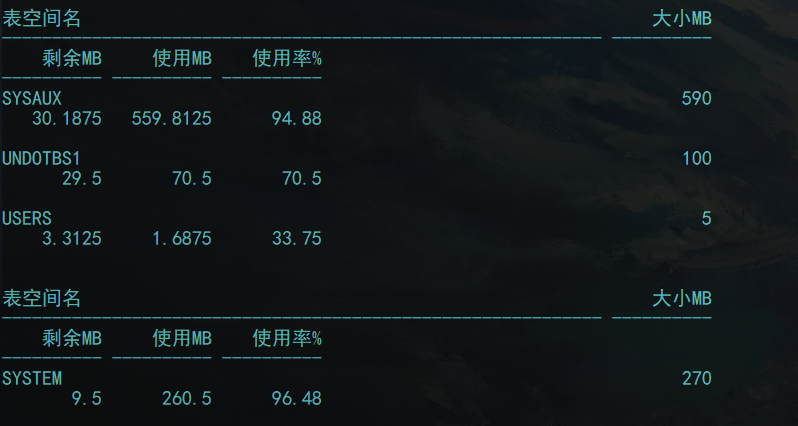 表空间名 大小MB
剩余MB 使用MB 使用率%
SYSAUX 590
30.1875 559.8125 94.88
UNDOTBS1 100
29.5 70.5 70.5
USERS 5
3.3125 1.6875 33.75
表空间名 大小MB
剩余MB 使用MB 使用率%
SYSTEM 270
9.5 260.5 96.48